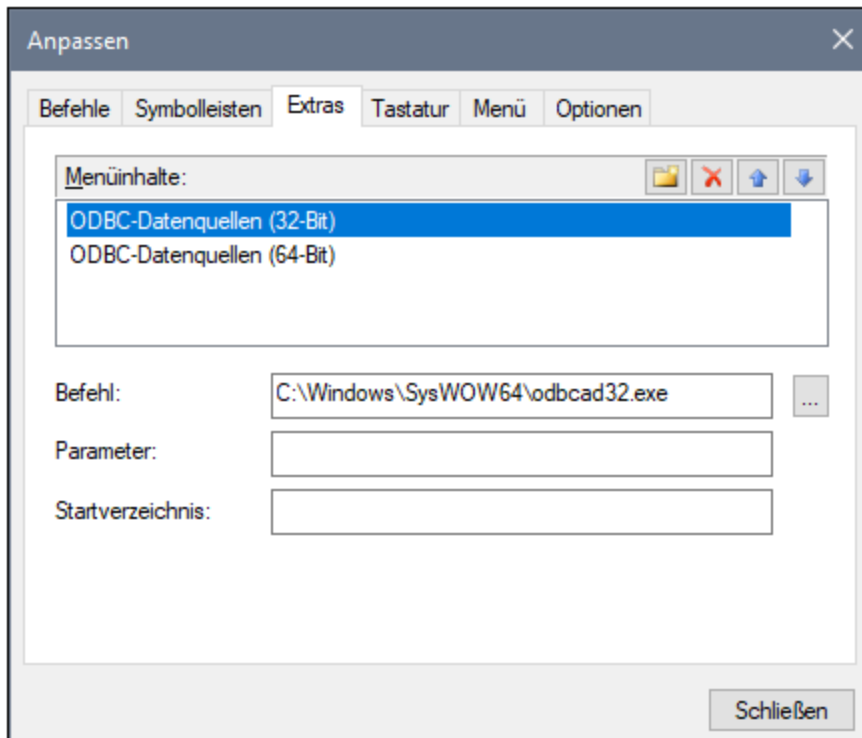 Anpassen
Befehle Symbolleisten Extras Tastatur Menü Optionen
Menüinhalte:
ODBC-Datenquellen (32-Bit)
ODBC-Datenquellen (64-Bit)
Befehl: C:\Windows\SysWOW64\odbcad32.exe ...
Parameter:
Startverzeichnis:
Schließen